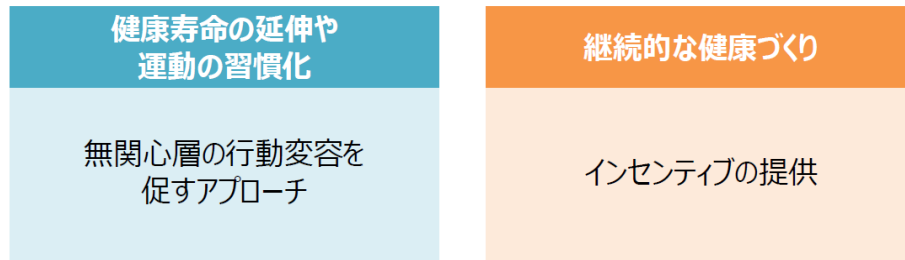 健康寿命の延伸や
運動の習慣化
無関心層の行動変容を
促すアプローチ
継続的な健康づくり
インセンティブの提供